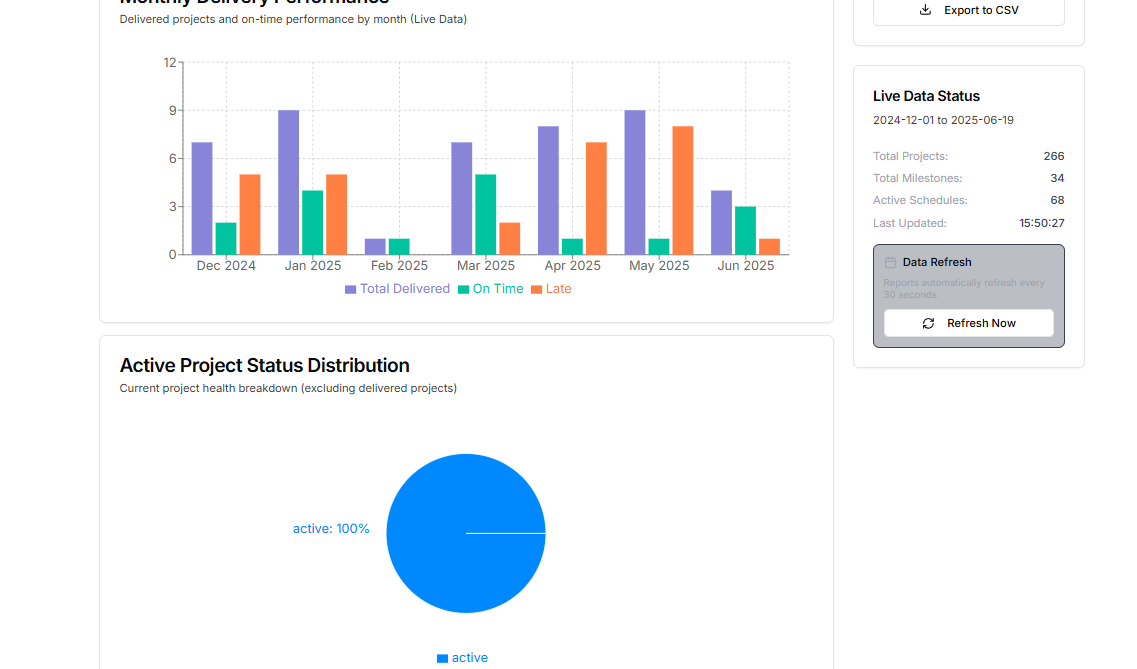 Monthly Delivery Performance
Delivered projects and on-time performance by month (Live Data)
12
9
6
3
0
Dec 2024 Jan 2025 Feb 2025 Mar 2025 Apr 2025 May 2025 Jun 2025
Total Delivered On Time Late
Active Project Status Distribution
Current project health breakdown (excluding delivered projects)
active: 100%
active
Export to CSV
Live Data Status
2024-12-01 to 2025-06-19
Total Projects: 266
Total Milestones: 34
Active Schedules: 68
Last Updated: 15:50:27
Data Refresh
Reports automatically refresh every
30 seconds
Refresh Now